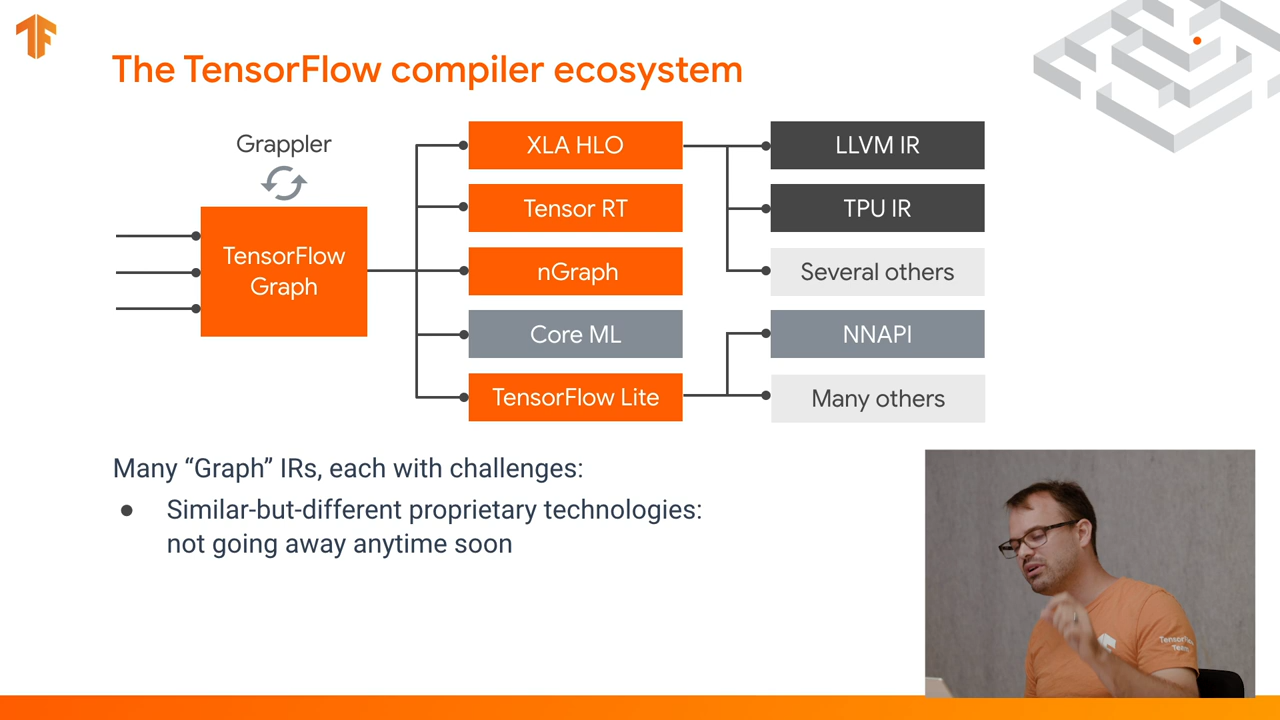 The TensorFlow compiler ecosystem
Grappler
TensorFlow
Graph
XLA HLO
Tensor RT
nGraph
Core ML
TensorFlow Lite
LLVM IR
TPU IR
Several others
NNAPI
Many others
Many “Graph” IRs, each with challenges:
● Similar-but-different proprietary technologies:
not going away anytime soon
TensorFlow
Team